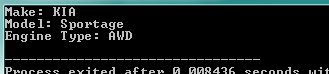 Make: KIA
Model: Sportage
Engine Type: AWD
--------------------------------
Process exited after 0.008436 seconds wit